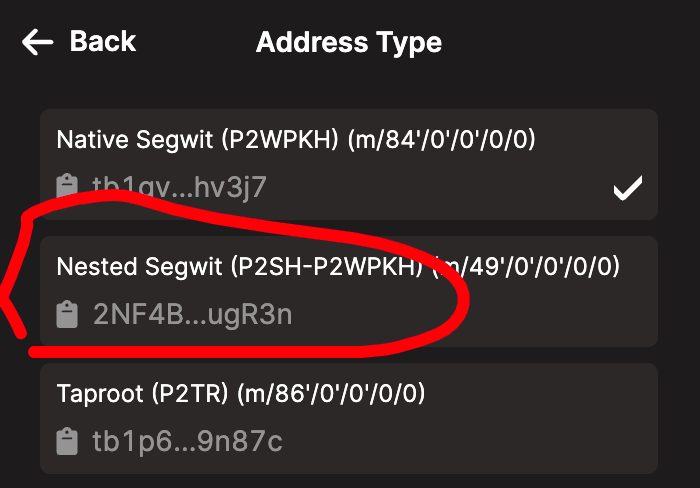 Back
Address Type
Native Segwit (P2WPKH) (m/84'/0'/0'/0/0)
tb1qv...hv3j7
Nested Segwit (P2SH-P2WPKH) (m/49'/0'/0'/0/0)
2NF4B...ugR3n
Taproot (P2TR) (m/86'/0'/0'/0/0)
tb1p6...9n87c